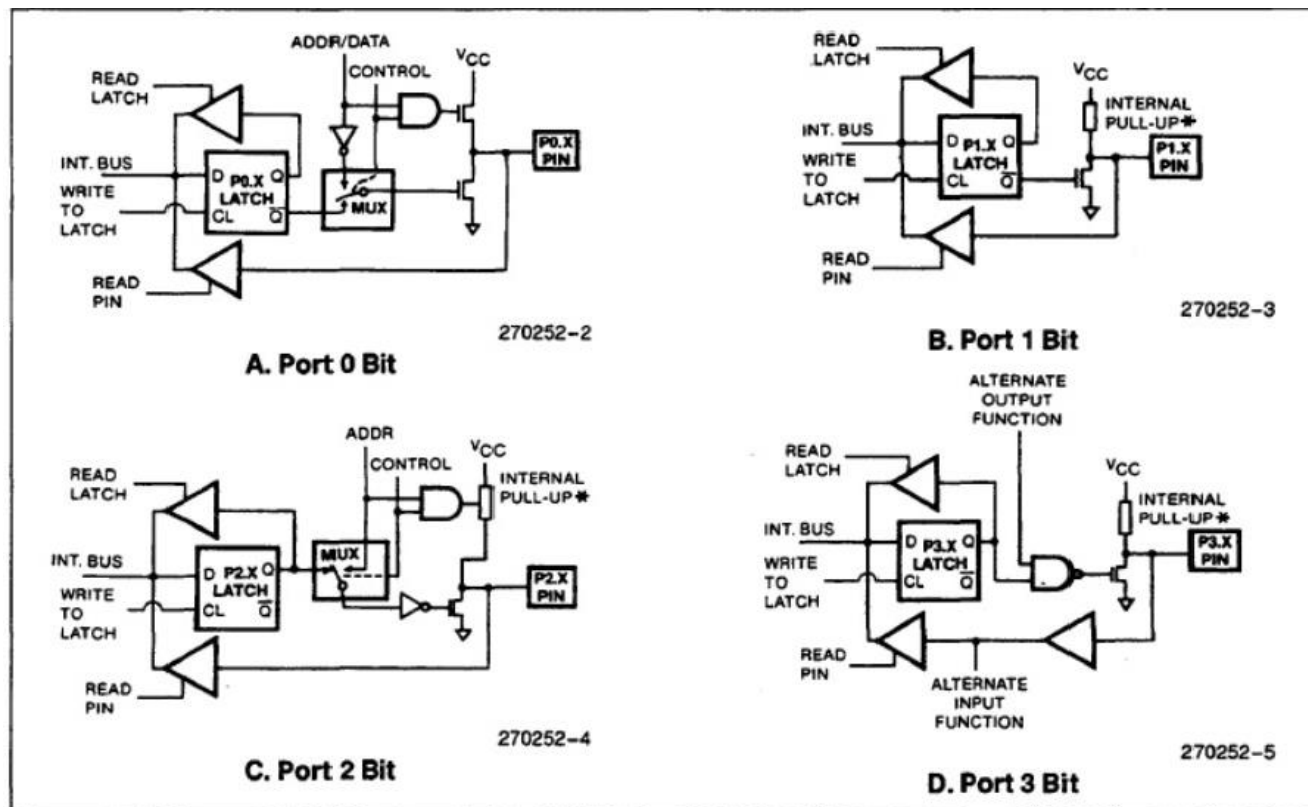 ADDR/DATA
CONTROL
VCC
READ
LATCH
INT. BUS
WRITE
TO
LATCH
D P0.X Q
LATCH
CL Q
MUX
P0.X
PIN
READ
PIN
270252-2
A. Port 0 Bit
READ
LATCH
VCC
INTERNAL
PULL-UP*
INT. BUS
WRITE
TO
LATCH
D P1.X Q
LATCH
CL Q
P1.X
PIN
READ
PIN
270252-3
B. Port 1 Bit
ADDR
CONTROL
VCC
READ
LATCH
INTERNAL
PULL-UP*
INT. BUS
WRITE
TO
LATCH
D P2.X Q
LATCH
CL Q
MUX
P2.X
PIN
READ
PIN
270252-4
C. Port 2 Bit
ALTERNATE
OUTPUT
FUNCTION
READ
LATCH
VCC
INTERNAL
PULL-UP*
INT. BUS
WRITE
TO
LATCH
D P3.X Q
LATCH
CL Q
P3.X
PIN
READ
PIN
ALTERNATE
INPUT
FUNCTION
270252-5
D. Port 3 Bit